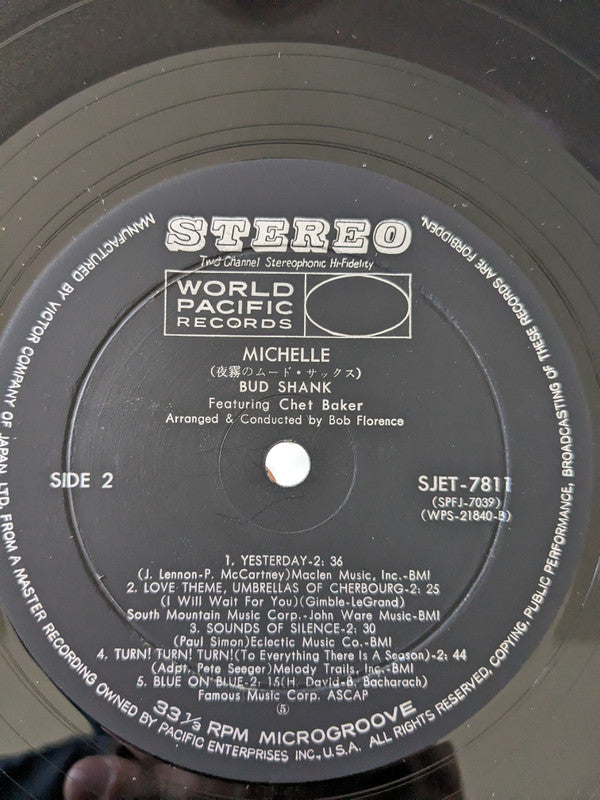 STEREO
Two Channel Stereophonic Hi-Fidelity
WORLD
PACIFIC
RECORDS
MICHELLE
(夜霧のムード・サックス)
BUD SHANK
Featuring Chet Baker
Arranged & Conducted by Bob Florence
SIDE 2
SJET-7811
(SPFJ-7039)
(WPS-21840-B)
1. YESTERDAY-2: 36
(J. Lennon-P. McCartney)Maclen Music, Inc.-BMI
2. LOVE THEME, UMBRELLAS OF CHERBOURG-2: 25
(I Will Wait For You)(Gimble-LeGrand)
South Mountain Music Corp.-John Ware Music-BMI
3. SOUNDS OF SILENCE-2: 30
(Paul Simon)Eclectic Music Co.-BMI
4. TURN! TURN! TURN!(To Everything There Is A Season)-2: 44
(Adpt. Pete Seeger)Melody Trails, Inc.-BMI
5. BLUE ON BLUE-2: 15(H. David-B. Bacharach)
Famous Music Corp. ASCAP
⑤
33⅓ RPM MICROGROOVE
MANUFACTURED BY VICTOR COMPANY OF JAPAN, LTD. FROM A MASTER RECORDING OWNED BY PACIFIC ENTERPRISES INC., U.S.A. ALL RIGHTS RESERVED, COPYING, PUBLIC PERFORMANCE, BROADCASTING OF THESE RECORDS ARE FORBIDDEN.